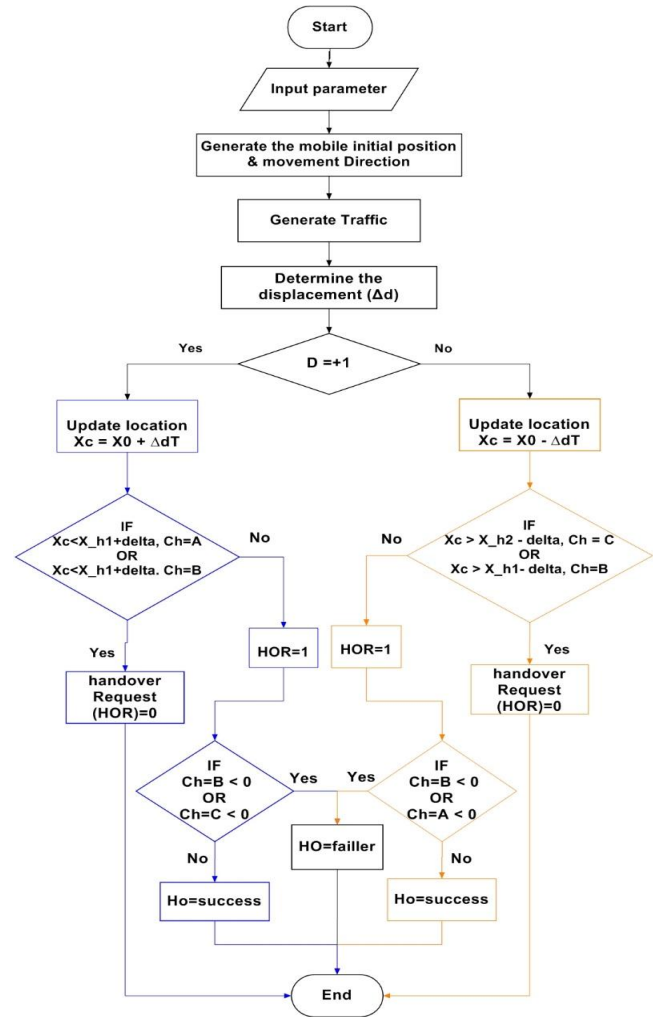 Start
Input parameter
Generate the mobile initial position
& movement Direction
Generate Traffic
Determine the
displacement (Δd)
D =+1
Yes
No
Update location
Xc = X0 + ΔdT
Update location
Xc = X0 - ΔdT
IF
Xc<X_h1+delta, Ch=A
OR
Xc<X_h1+delta. Ch=B
No
No
IF
Xc > X_h2 - delta, Ch = C
OR
Xc > X_h1- delta, Ch=B
Yes
HOR=1
HOR=1
Yes
handover
Request
(HOR)=0
handover
Request
(HOR)=0
IF
Ch=B < 0
OR
Ch=C < 0
Yes
Yes
IF
Ch=B < 0
OR
Ch=A < 0
HO=failler
No
No
Ho=success
Ho=success
End